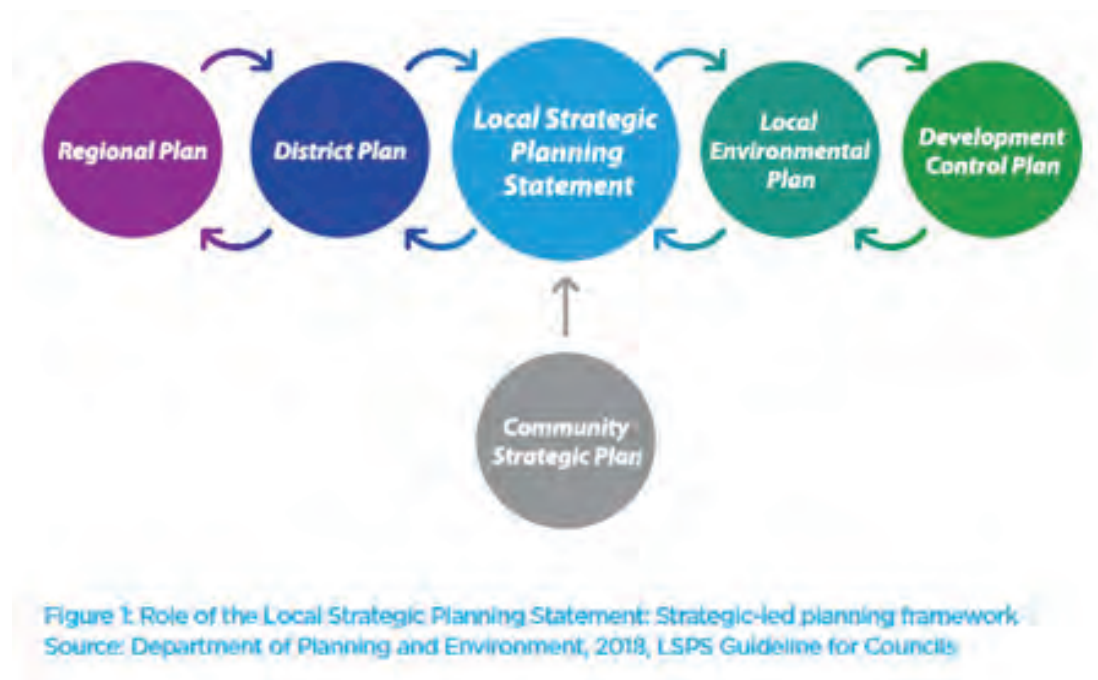 Regional Plan
District Plan
Local Strategic
Planning
Statement
Local
Environmental
Plan
Development
Control Plan
Community
Strategic Plan
Figure 1: Role of the Local Strategic Planning Statement: Strategic-led planning framework
Source: Department of Planning and Environment, 2018, LSPS Guideline for Councils